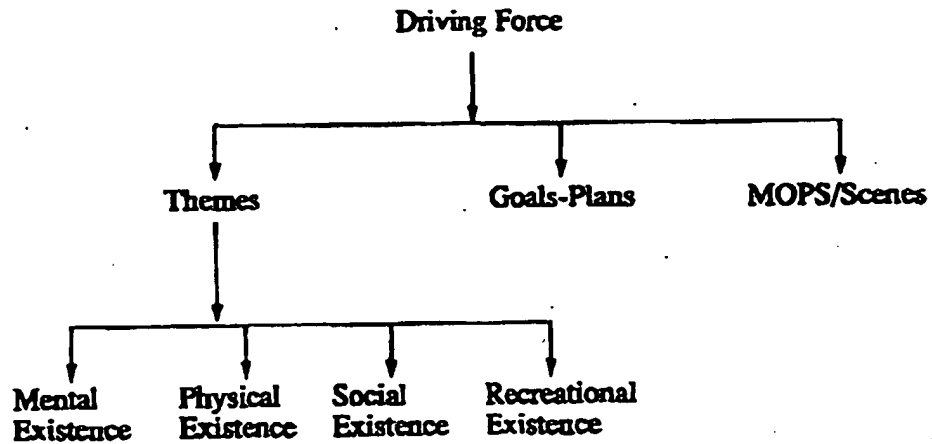 Driving Force
Themes
Goals-Plans
MOPS/Scenes
Mental
Existence
Physical
Existence
Social
Existence
Recreational
Existence